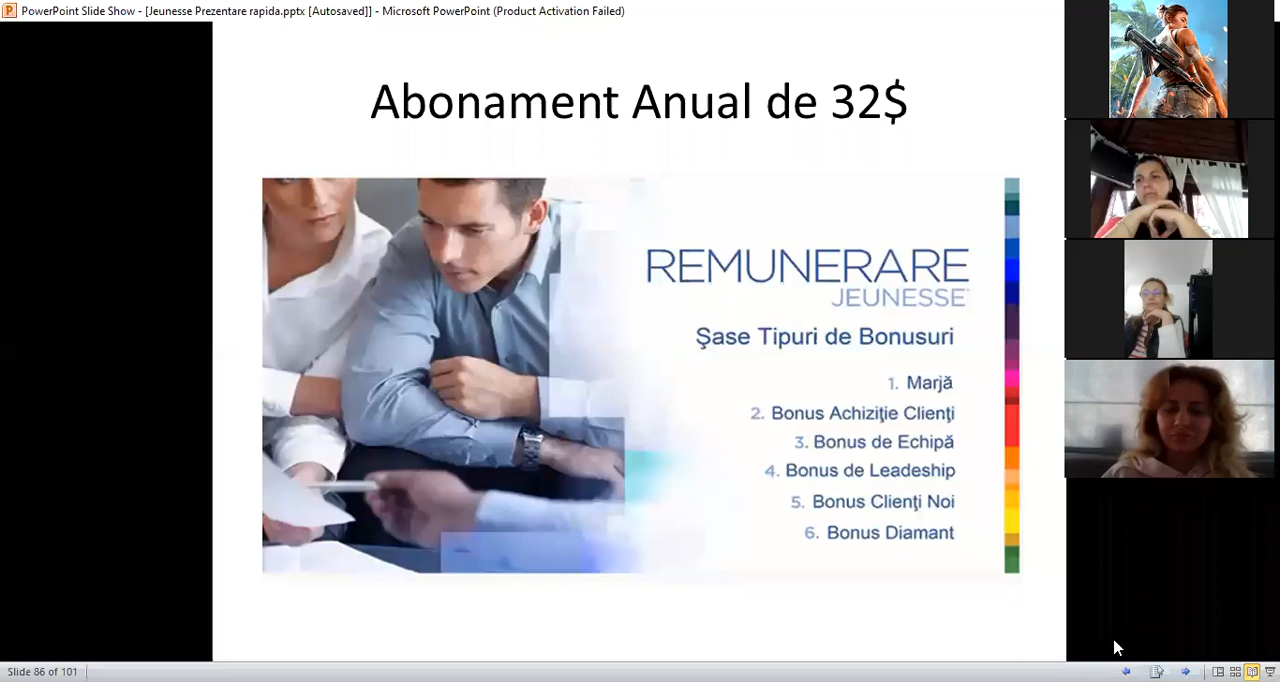 PowerPoint Slide Show - [Jeunesse Prezentare rapida.pptx [Autosaved]] - Microsoft PowerPoint (Product Activation Failed)
Abonament Anual de 32$
REMUNERARE
JEUNESSE
Şase Tipuri de Bonusuri
1. Marjă
2. Bonus Achiziţie Clienţi
3. Bonus de Echipă
4. Bonus de Leadeship
5. Bonus Clienţi Noi
6. Bonus Diamant
Slide 86 of 101